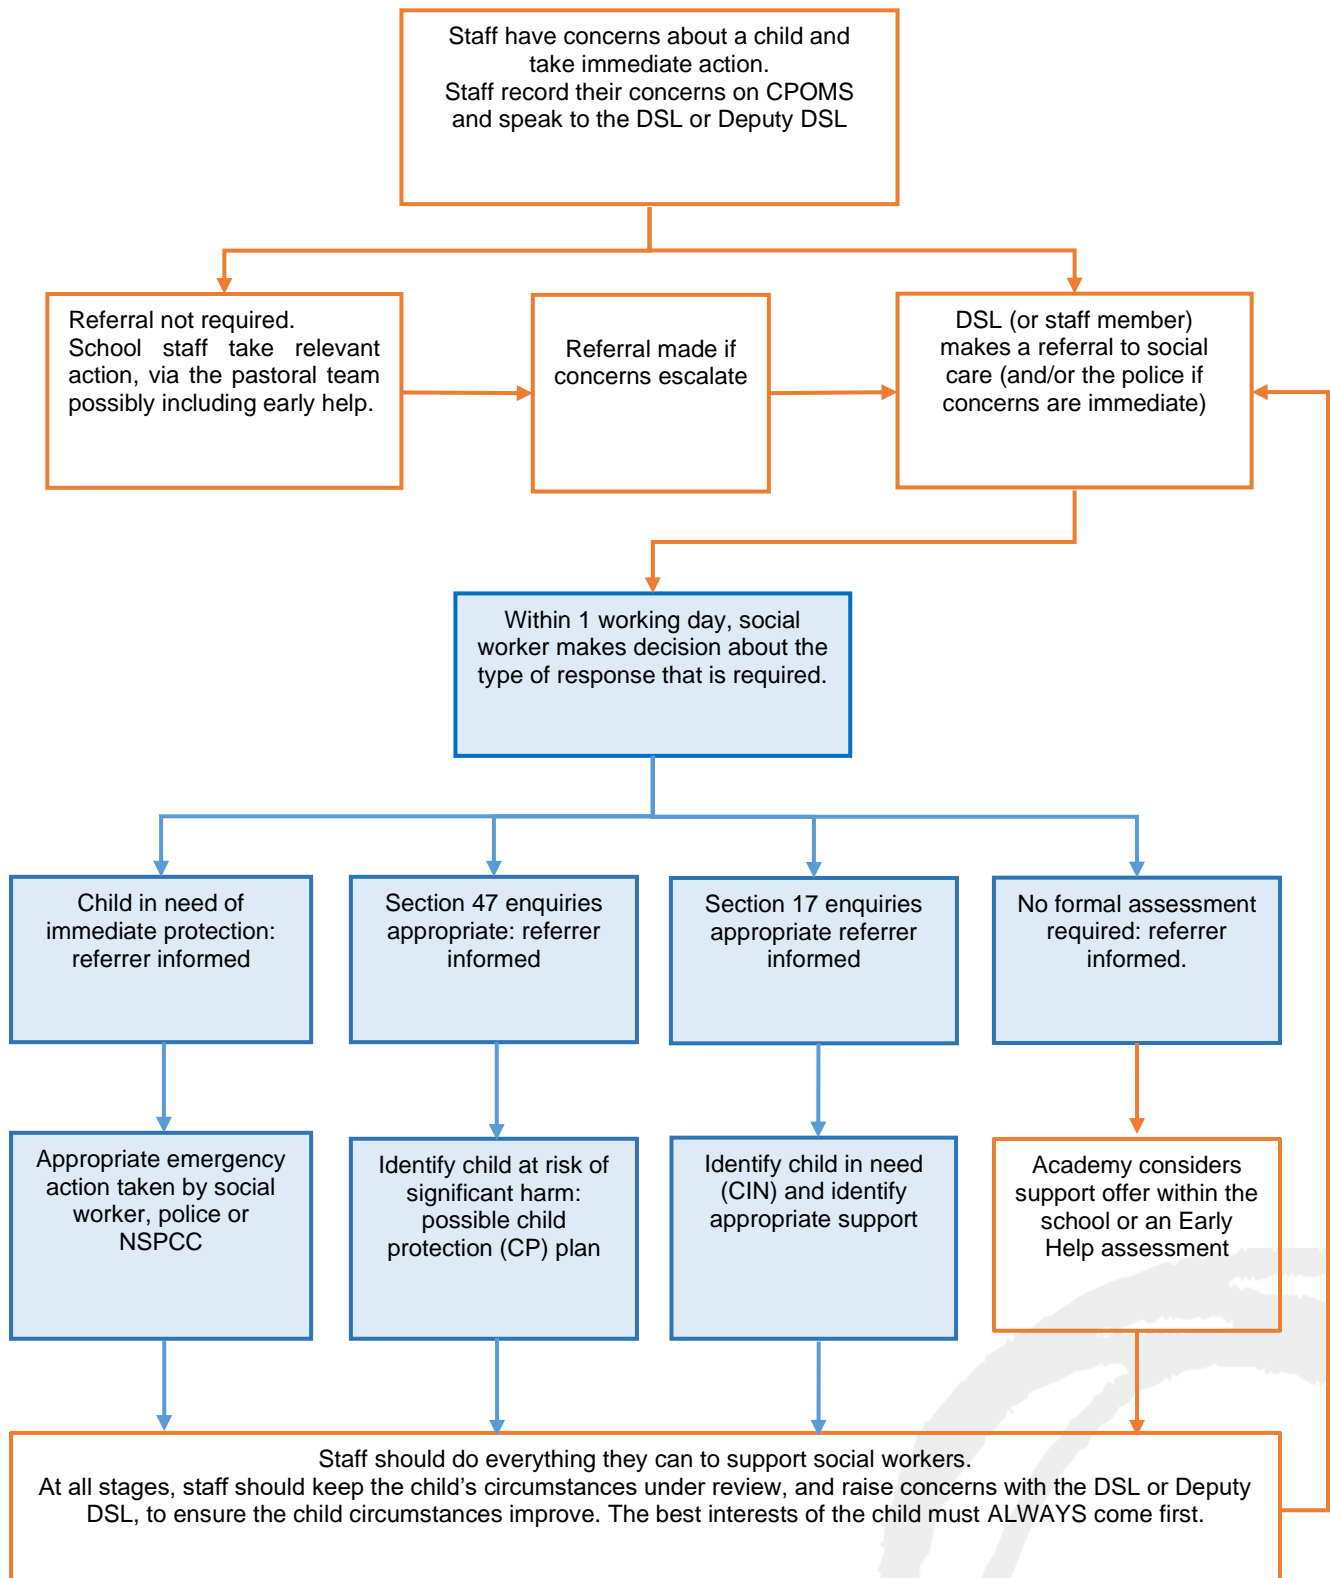 Staff have concerns about a child and
take immediate action.
Staff record their concerns on CPOMS
and speak to the DSL or Deputy DSL
Referral not required.
School staff take relevant
action, via the pastoral team
possibly including early help.
Referral made if
concerns escalate
DSL (or staff member)
makes a referral to social
care (and/or the police if
concerns are immediate)
Within 1 working day, social
worker makes decision about the
type of response that is required.
Child in need of
immediate protection:
referrer informed
Section 47 enquiries
appropriate: referrer
informed
Section 17 enquiries
appropriate referrer
informed
No formal assessment
required: referrer
informed.
Appropriate emergency
action taken by social
worker, police or
NSPCC
Identify child at risk of
significant harm:
possible child
protection (CP) plan
Identify child in need
(CIN) and identify
appropriate support
Academy considers
support offer within the
school or an Early
Help assessment
Staff should do everything they can to support social workers.
At all stages, staff should keep the child’s circumstances under review, and raise concerns with the DSL or Deputy
DSL, to ensure the child circumstances improve. The best interests of the child must ALWAYS come first.